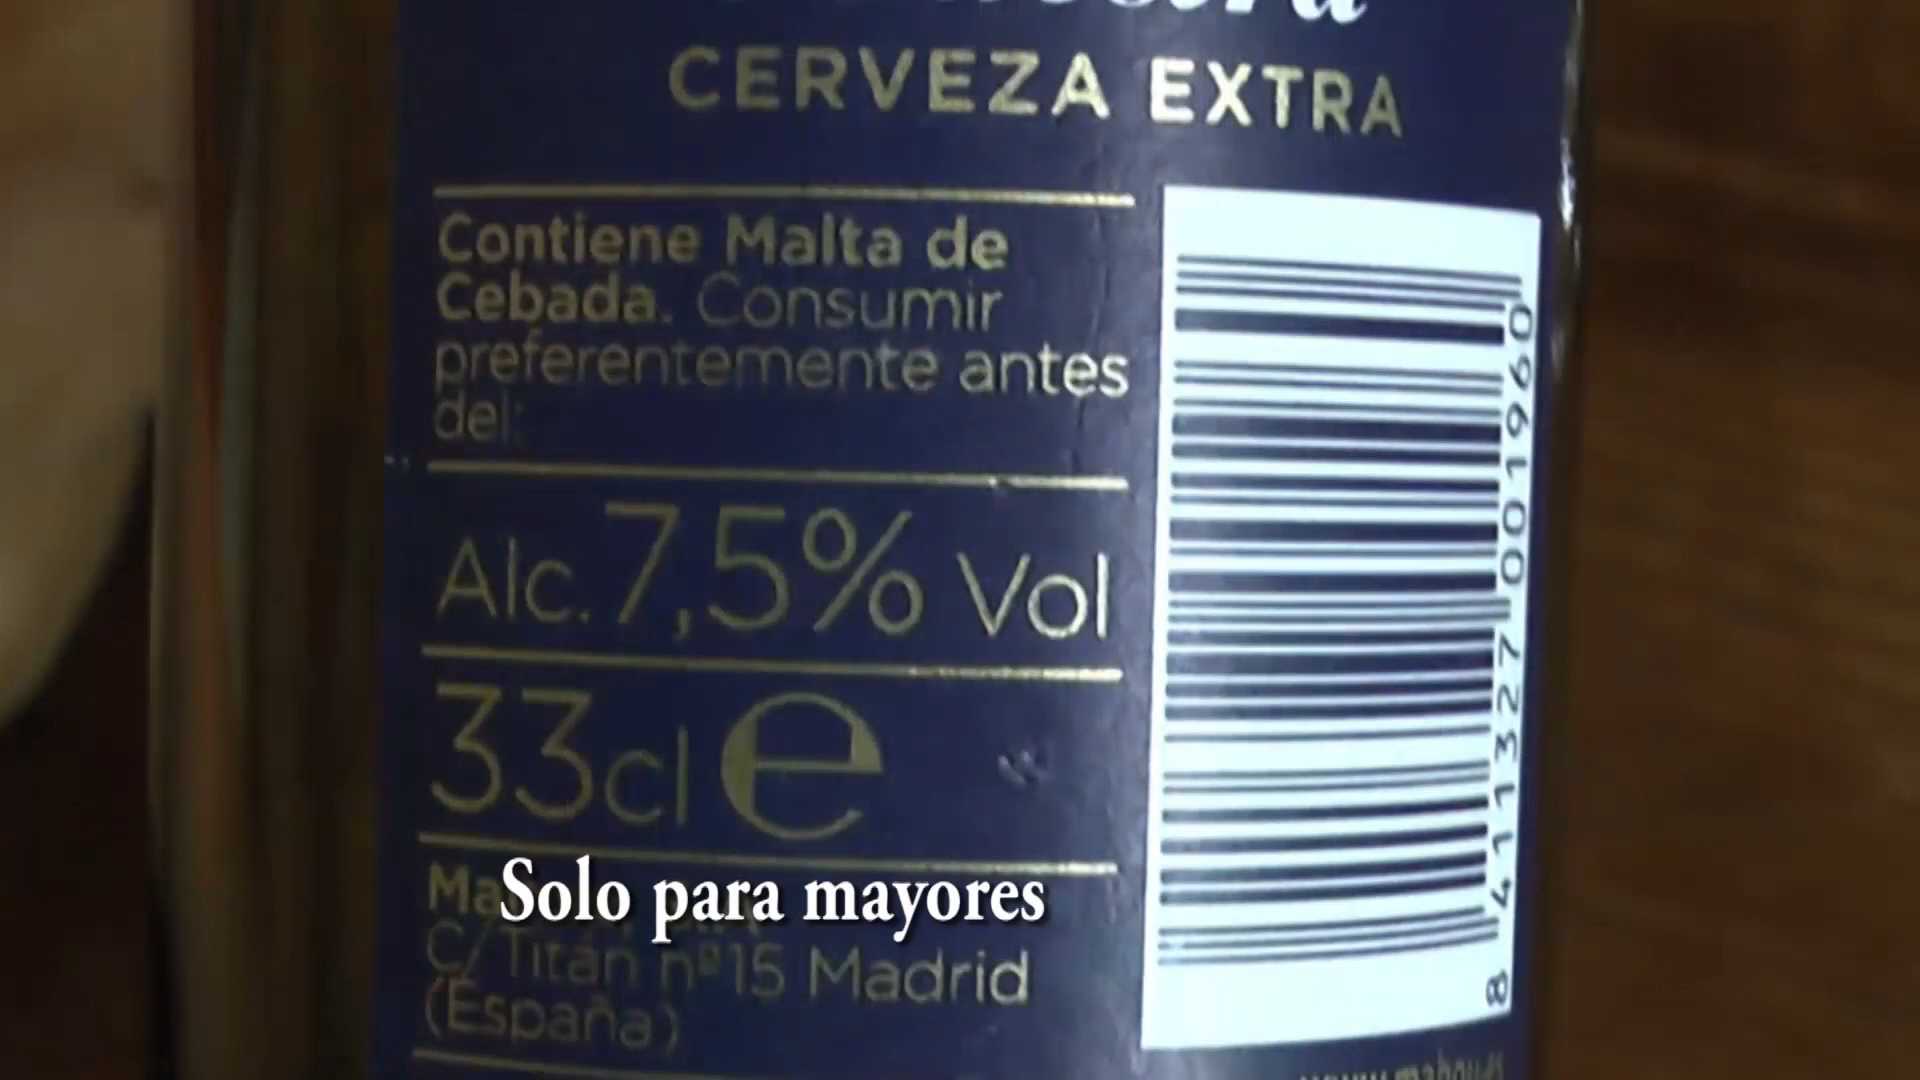 CERVEZA EXTRA
Contiene Malta de
Cebada. Consumir
preferentemente antes
del:
Alc. 7,5% Vol
33cl e
Solo para mayores
C/Titán nº15 Madrid
(España)
8 411327 001960